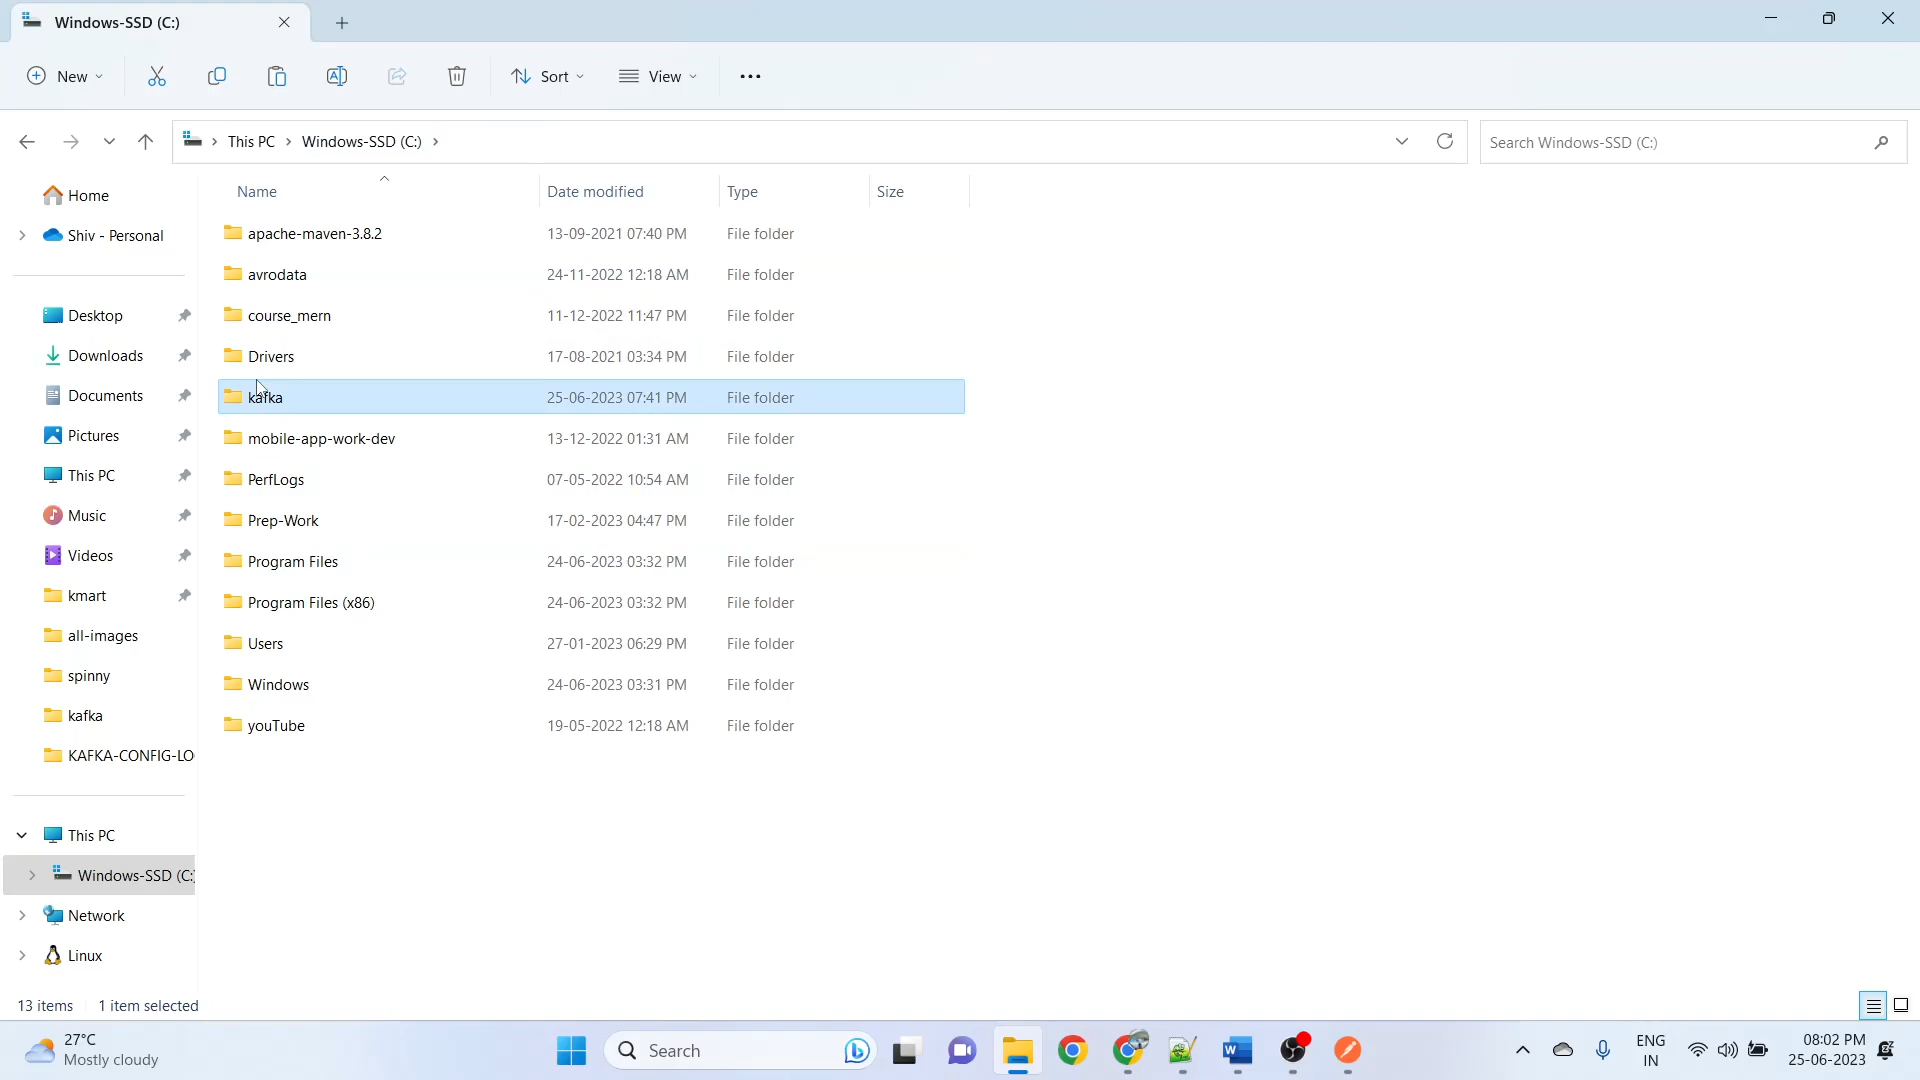 Windows-SSD (C:)
New
Sort
View
This PC
Windows-SSD (C:)
Search Windows-SSD (C:)
Home
Shiv - Personal
Desktop
Downloads
Documents
Pictures
This PC
Music
Videos
kmart
all-images
spinny
kafka
KAFKA-CONFIG-LO
This PC
Windows-SSD (C:)
Network
Linux
Name Date modified Type Size
apache-maven-3.8.2 13-09-2021 07:40 PM File folder
avrodata 24-11-2022 12:18 AM File folder
course_mern 11-12-2022 11:47 PM File folder
Drivers 17-08-2021 03:34 PM File folder
kafka 25-06-2023 07:41 PM File folder
mobile-app-work-dev 13-12-2022 01:31 AM File folder
PerfLogs 07-05-2022 10:54 AM File folder
Prep-Work 17-02-2023 04:47 PM File folder
Program Files 24-06-2023 03:32 PM File folder
Program Files (x86) 24-06-2023 03:32 PM File folder
Users 27-01-2023 06:29 PM File folder
Windows 24-06-2023 03:31 PM File folder
youTube 19-05-2022 12:18 AM File folder
13 items 1 item selected
27°C
Mostly cloudy
Search
ENG
IN
08:02 PM
25-06-2023